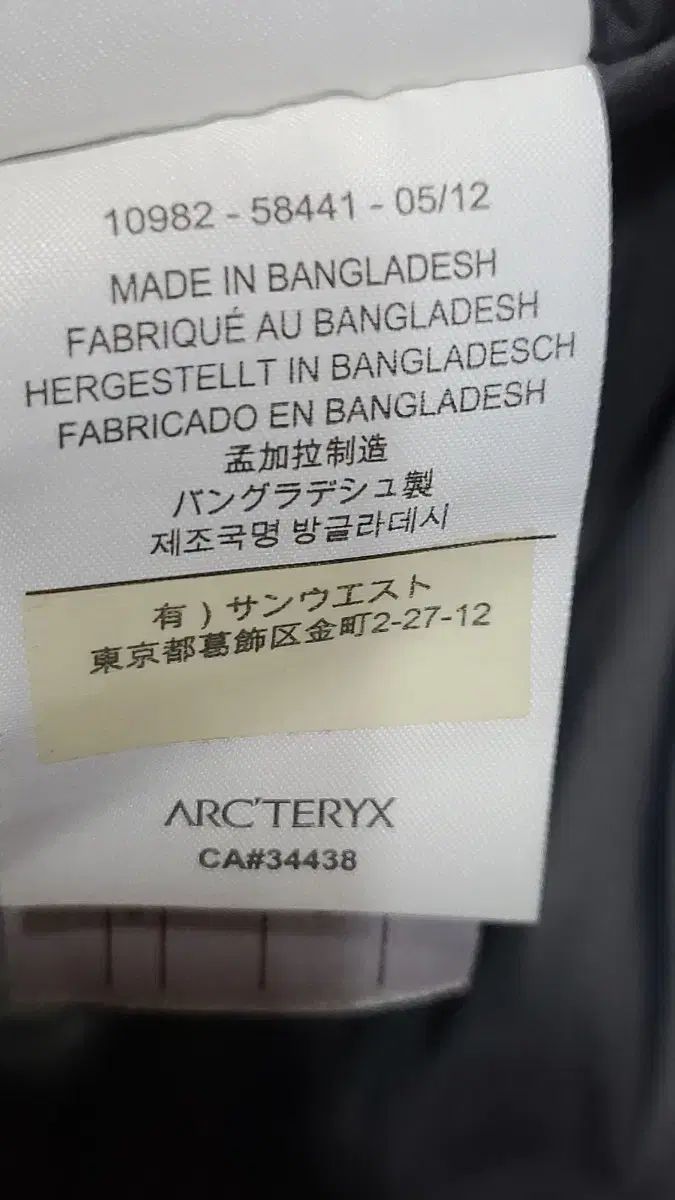 10982 - 58441 - 05/12
MADE IN BANGLADESH
FABRIQUÉ AU BANGLADESH
HERGESTELLT IN BANGLADESCH
FABRICADO EN BANGLADESH
孟加拉制造
バングラデシュ製
제조국명 방글라데시
有）サンウエスト
東京都葛飾区金町2-27-12
ARC'TERYX
CA#34438